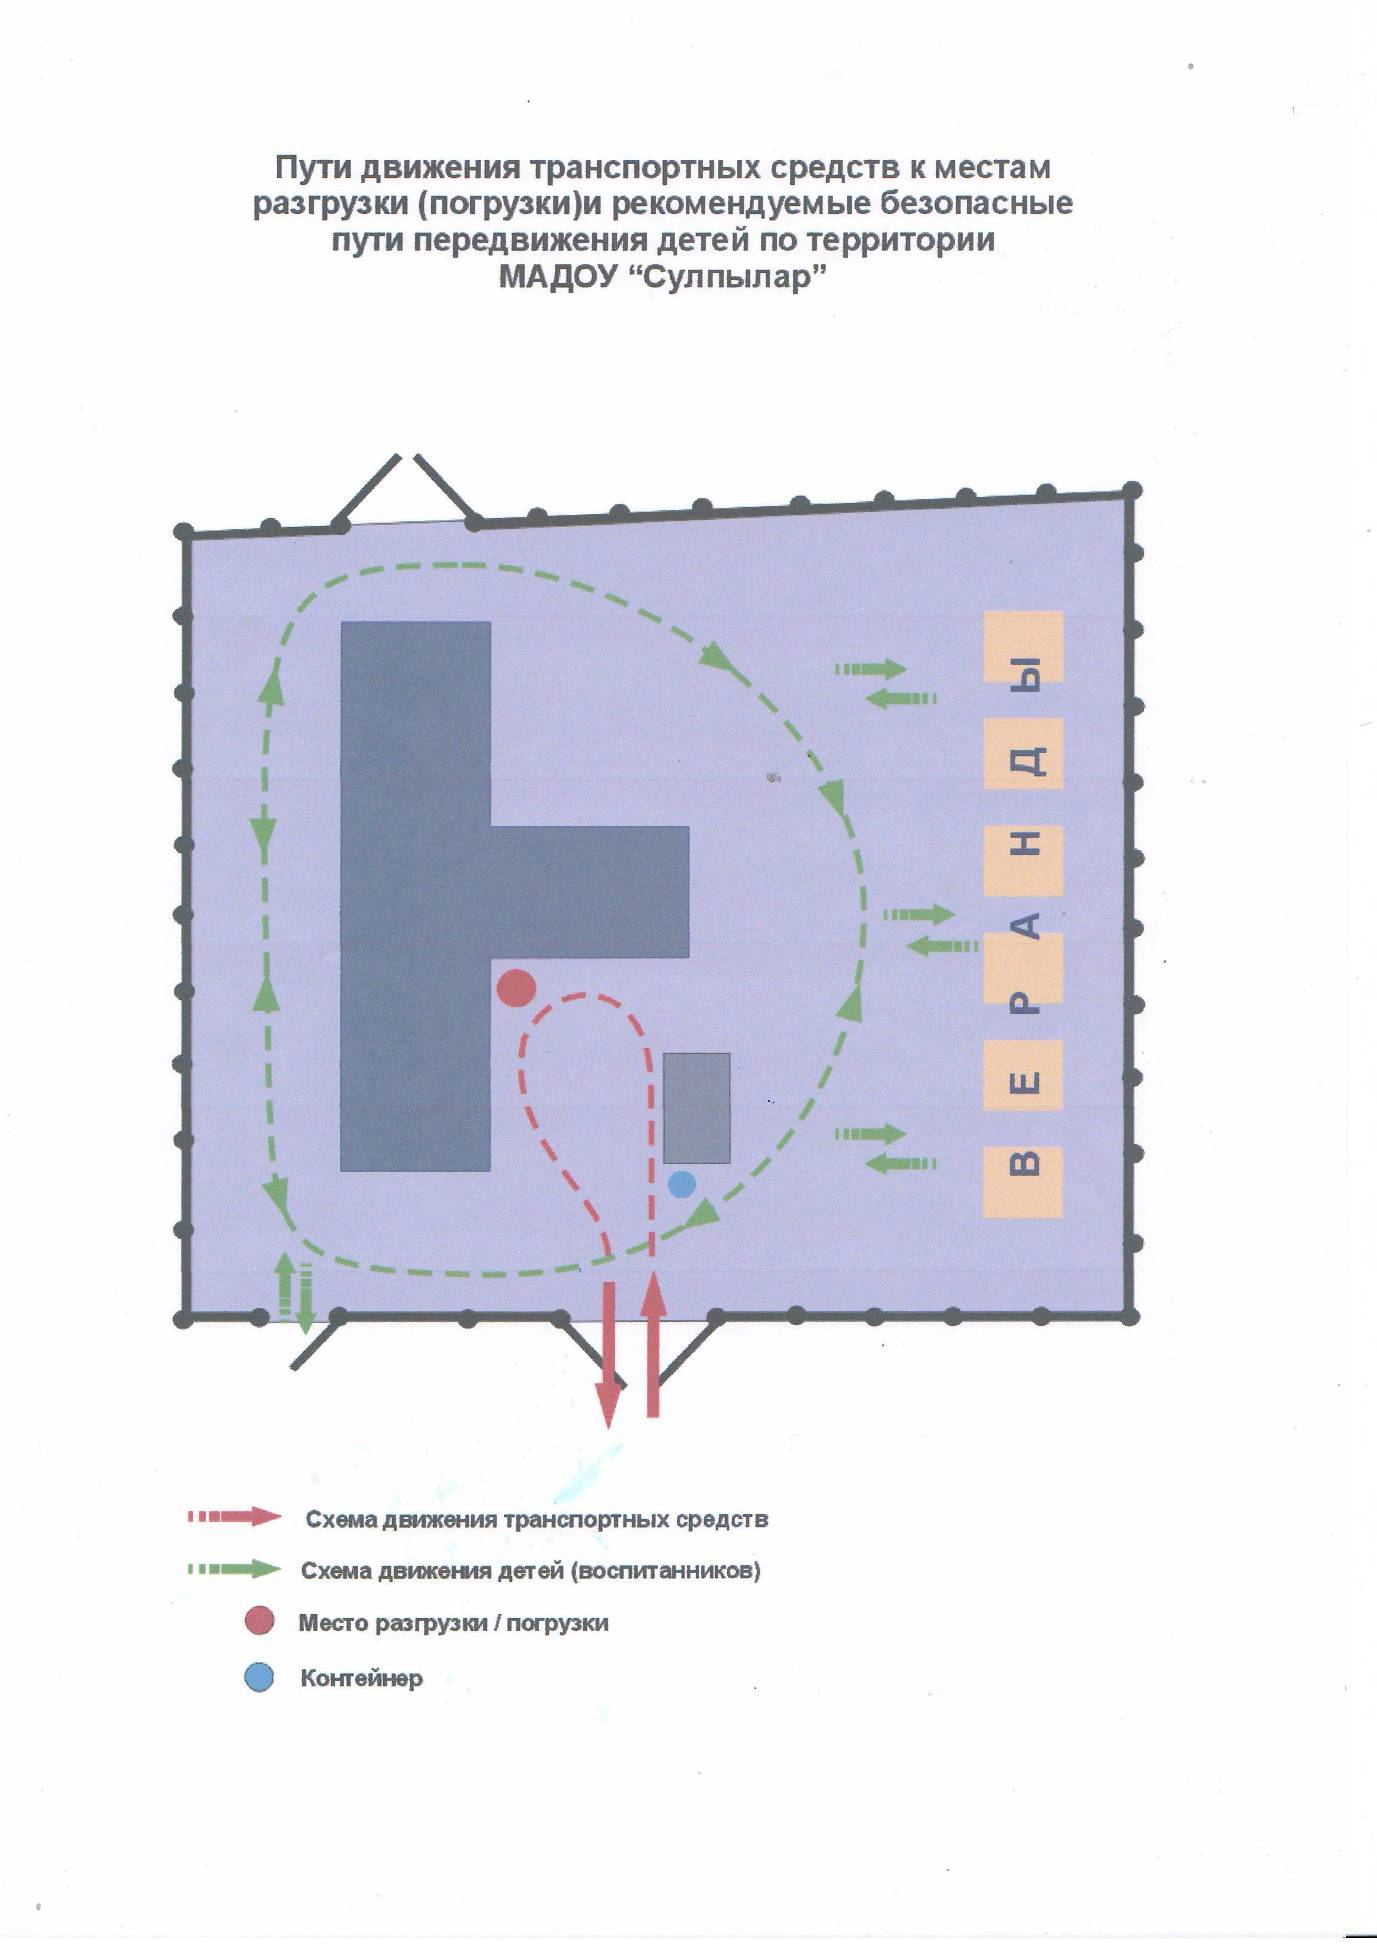 Пути движения транспортных средств к местам
разгрузки (погрузки)и рекомендуемые безопасные
пути передвижения детей по территории
МАДОУ “Сулпылар”
ВЕРАНДЫ
Схема движения транспортных средств
Схема движения детей (воспитанников)
Место разгрузки / погрузки
Контейнер